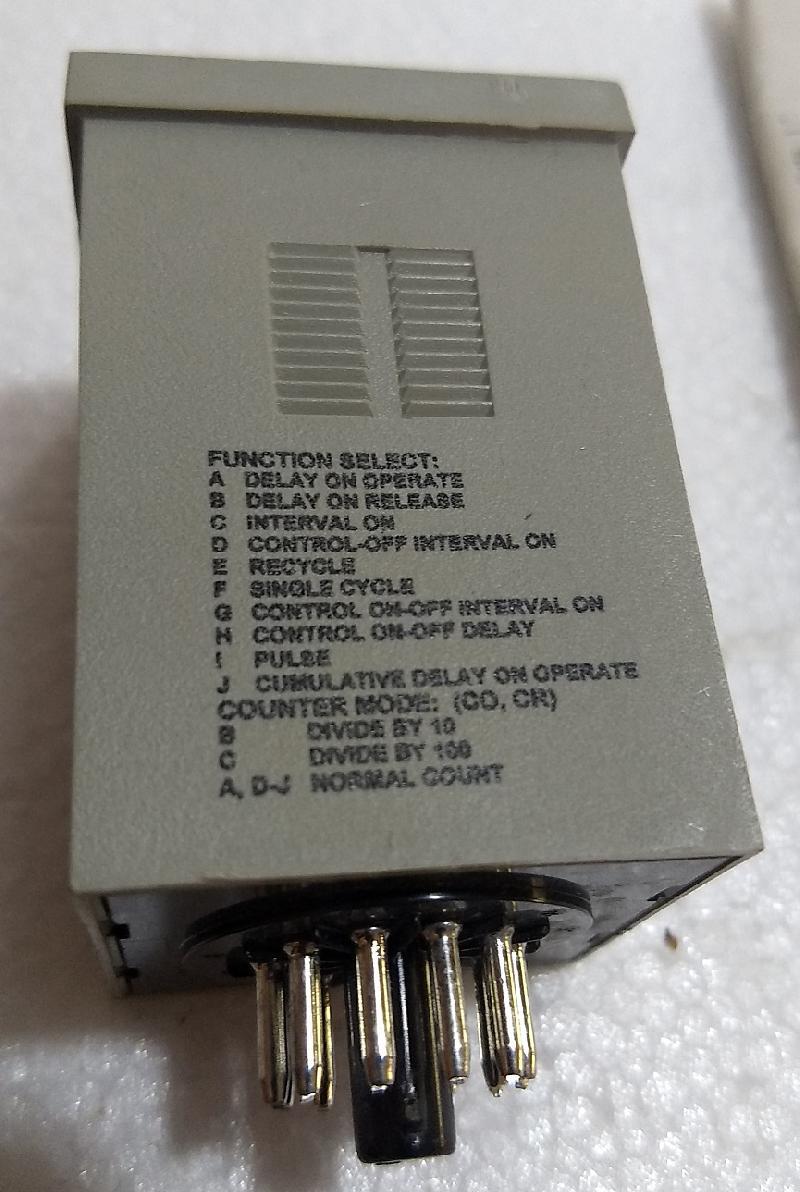 FUNCTION SELECT:
A DELAY ON OPERATE
B DELAY ON RELEASE
C INTERVAL ON
D CONTROL-OFF INTERVAL ON
E RECYCLE
F SINGLE CYCLE
G CONTROL ON-OFF INTERVAL ON
H CONTROL ON-OFF DELAY
I PULSE
J CUMULATIVE DELAY ON OPERATE
COUNTER MODE: (CO, CR)
B DIVIDE BY 10
C DIVIDE BY 100
A, D-J NORMAL COUNT